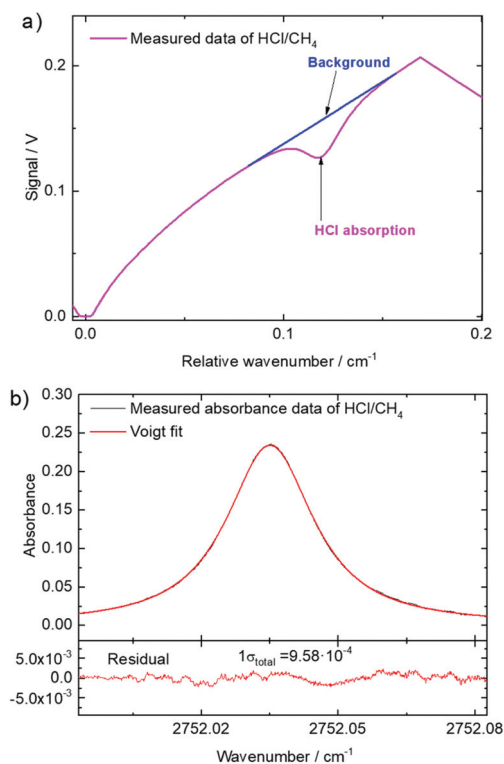 a)
Measured data of HCl/CH₄
Background
HCl absorption
0.2
0.1
0.0
Signal / V
0.0
0.1
0.2
Relative wavenumber / cm⁻¹
b)
Measured absorbance data of HCl/CH₄
Voigt fit
0.30
0.25
0.20
0.15
0.10
0.05
0.00
Absorbance
Residual
1σtotal =9.58·10⁻⁴
5.0x10⁻³
0.0
-5.0x10⁻³
2752.02
2752.05
2752.08
Wavenumber / cm⁻¹